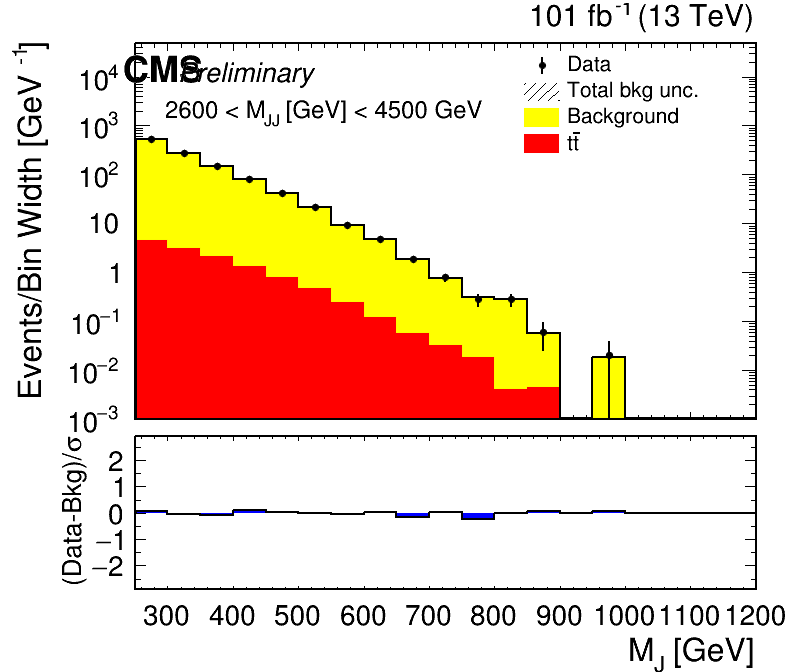 101 fb⁻¹ (13 TeV)
CMS Preliminary
2600 < M_JJ [GeV] < 4500 GeV
Data
Total bkg unc.
Background
tt̄
Events/Bin Width [GeV⁻¹]
10⁴
10³
10²
10
1
10⁻¹
10⁻²
10⁻³
(Data-Bkg)/σ
2
1
0
−1
−2
300 400 500 600 700 800 900 1000 1100 1200
M_J [GeV]